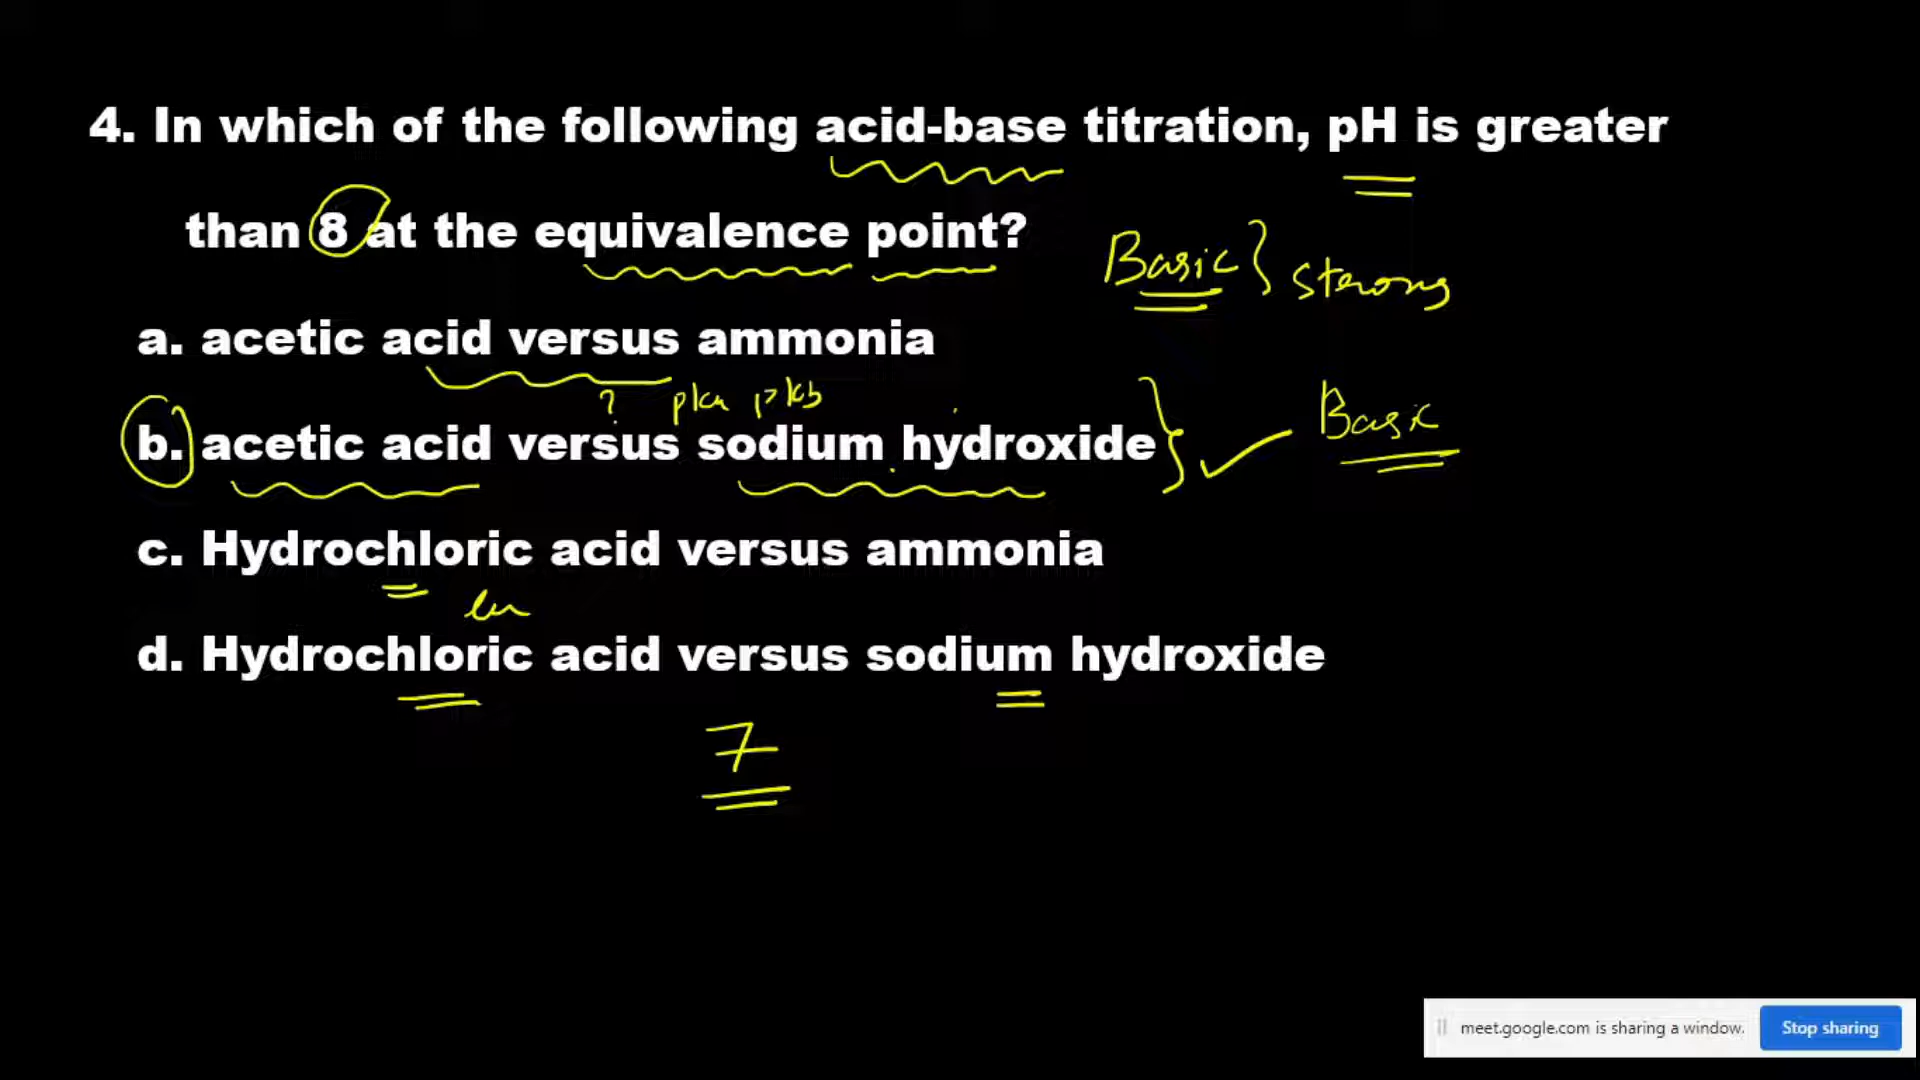 4. In which of the following acid-base titration, pH is greater
than 8 at the equivalence point?
Basic } strong
a. acetic acid versus ammonia
? pka pkb
b. acetic acid versus sodium hydroxide
Basic
c. Hydrochloric acid versus ammonia
d. Hydrochloric acid versus sodium hydroxide
7
meet.google.com is sharing a window.
Stop sharing